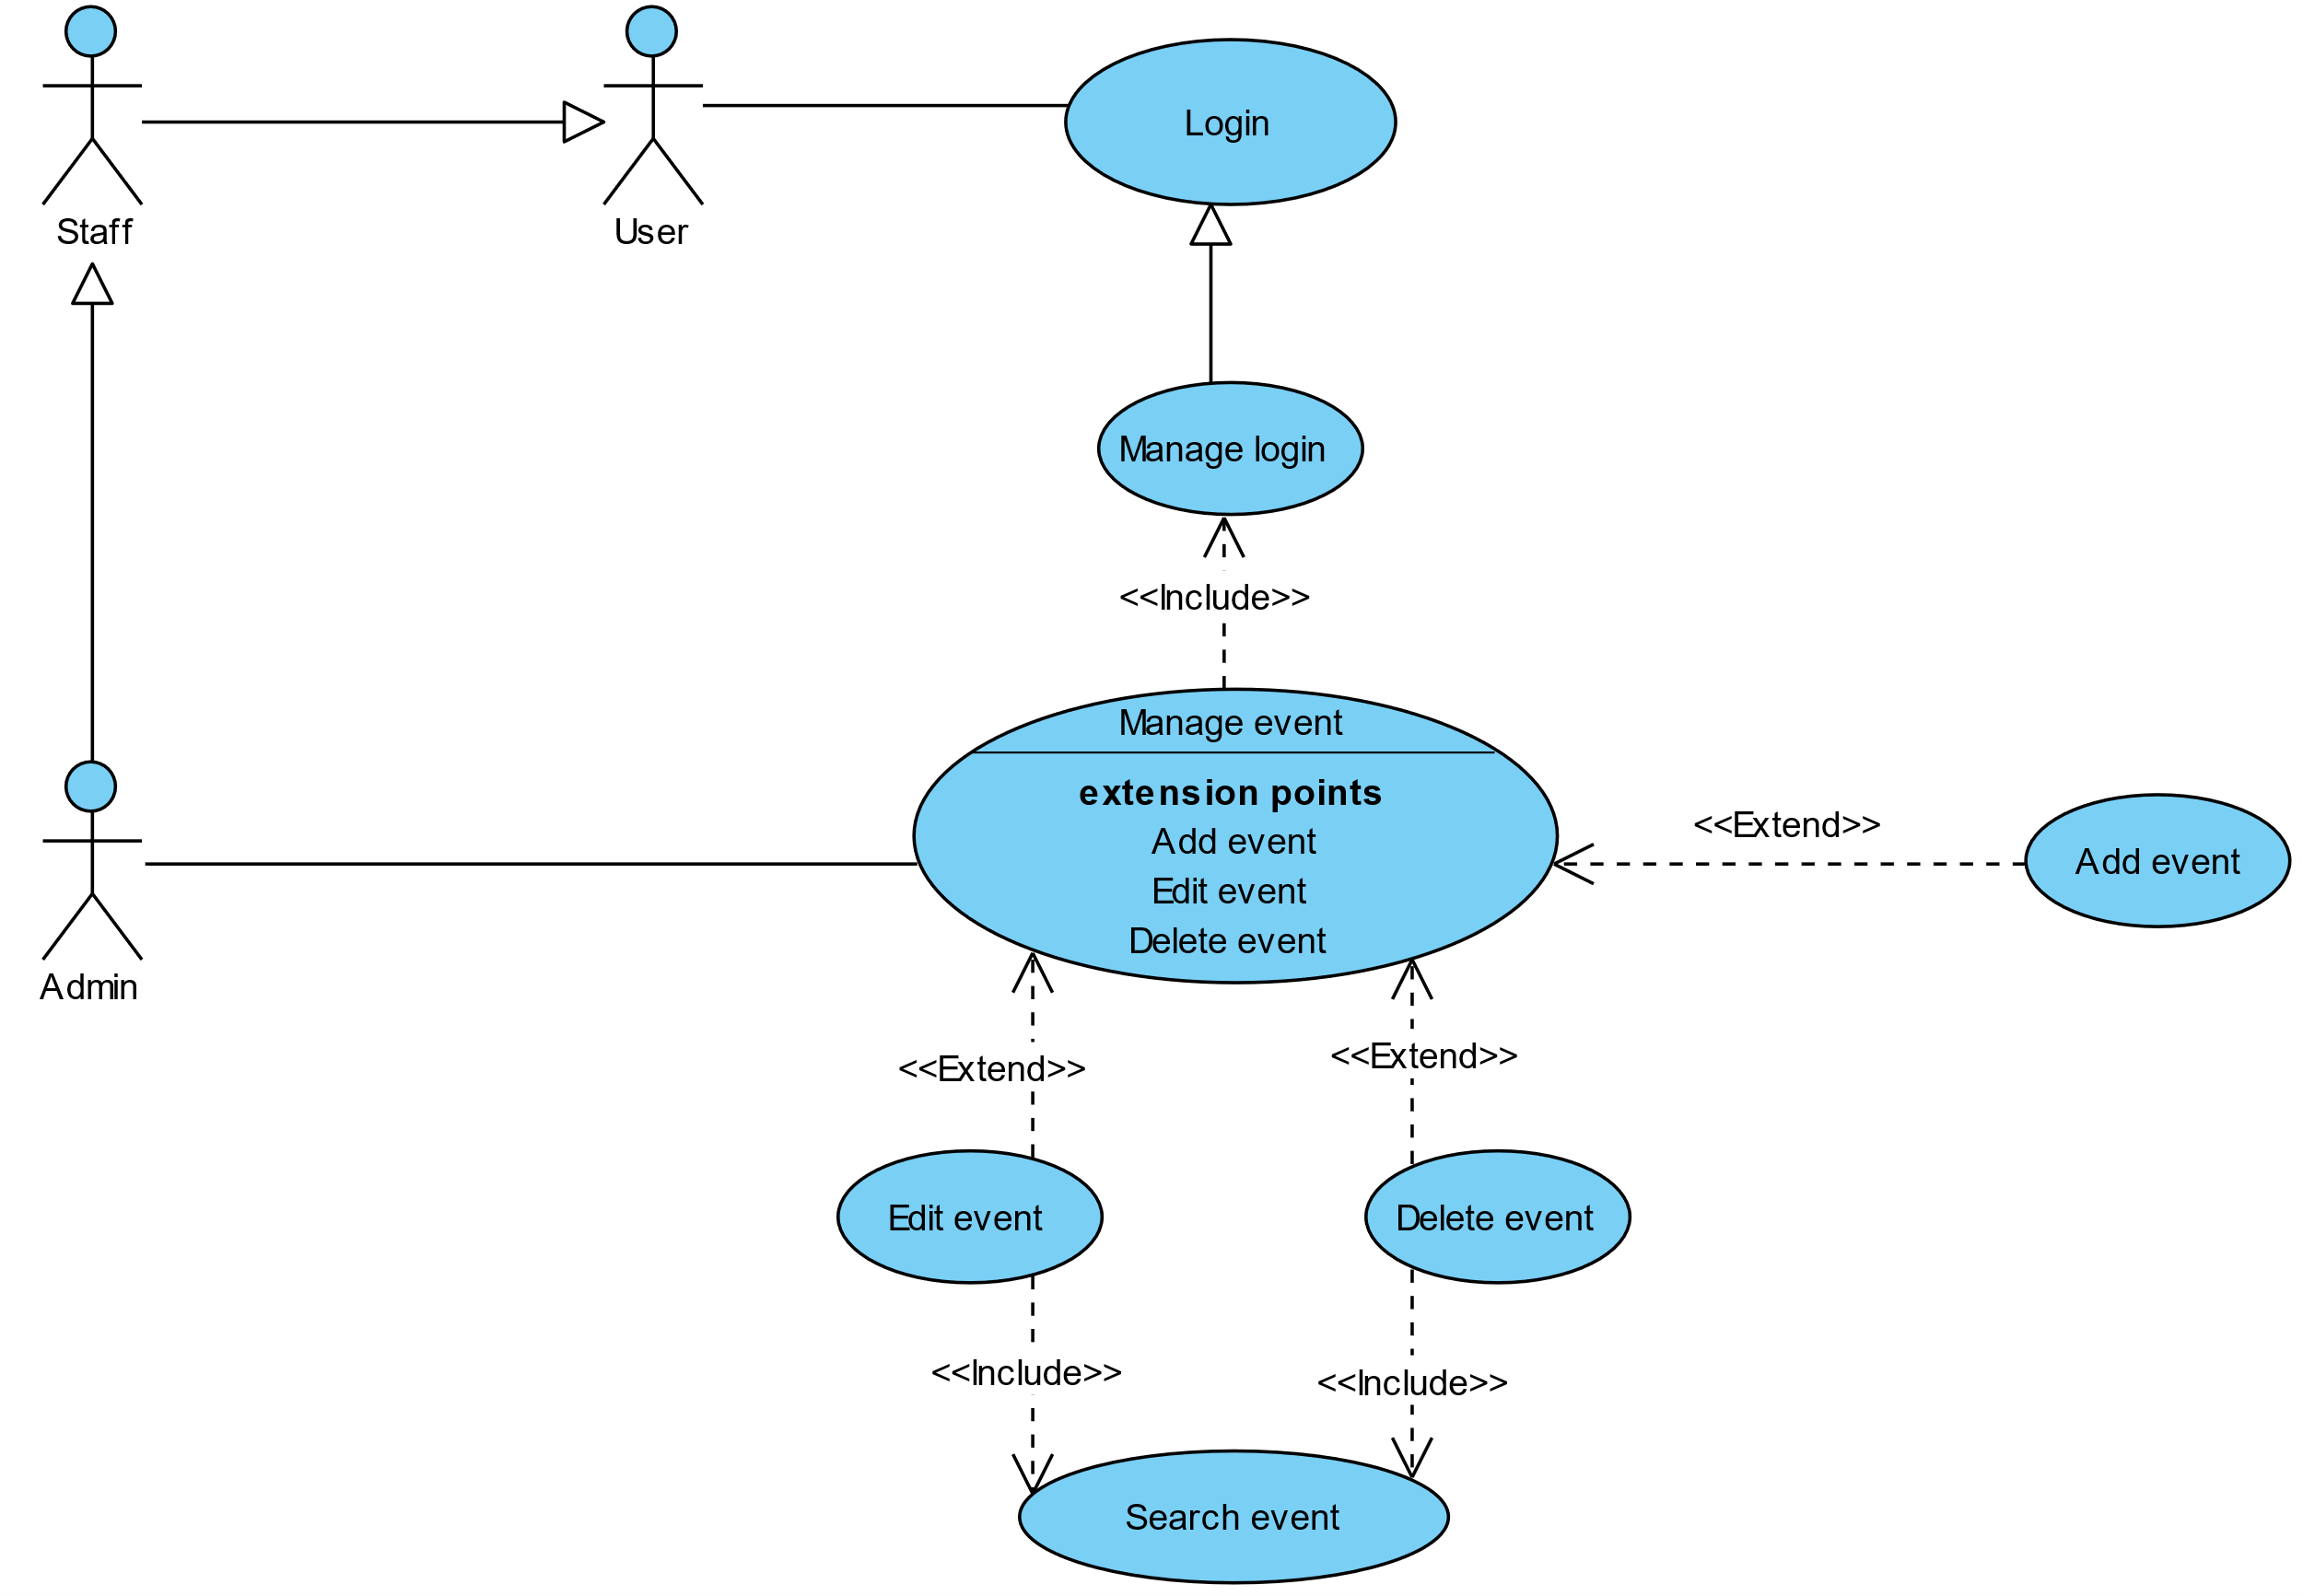 Login
Staff
User
Manage login
<<Include>>
Manage event
extension points
Add event
Edit event
Delete event
<<Extend>>
Add event
Admin
<<Extend>>
<<Extend>>
Edit event
Delete event
<<Include>>
<<Include>>
Search event